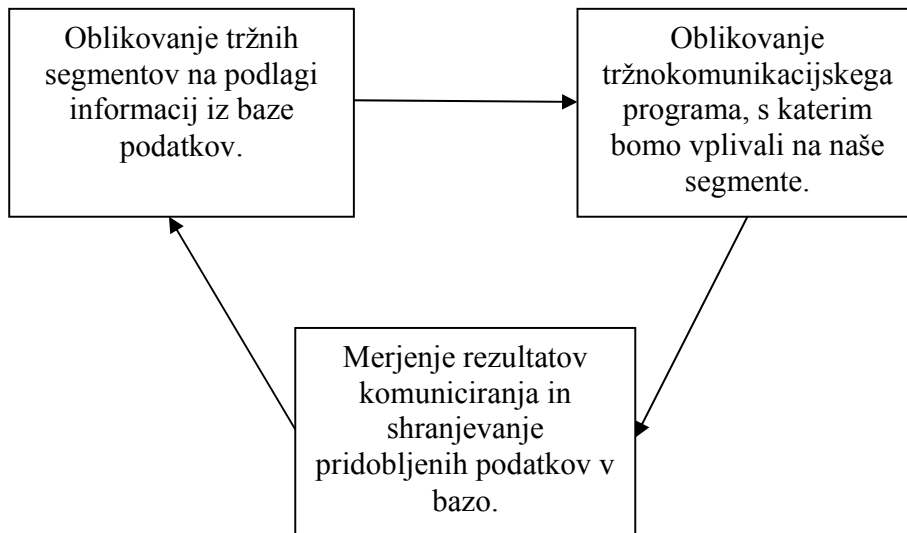 Oblikovanje tržnih
segmentov na podlagi
informacij iz baze
podatkov.
Oblikovanje
tržnokomunikacijskega
programa, s katerim
bomo vplivali na naše
segmente.
Merjenje rezultatov
komuniciranja in
shranjevanje
pridobljenih podatkov v
bazo.